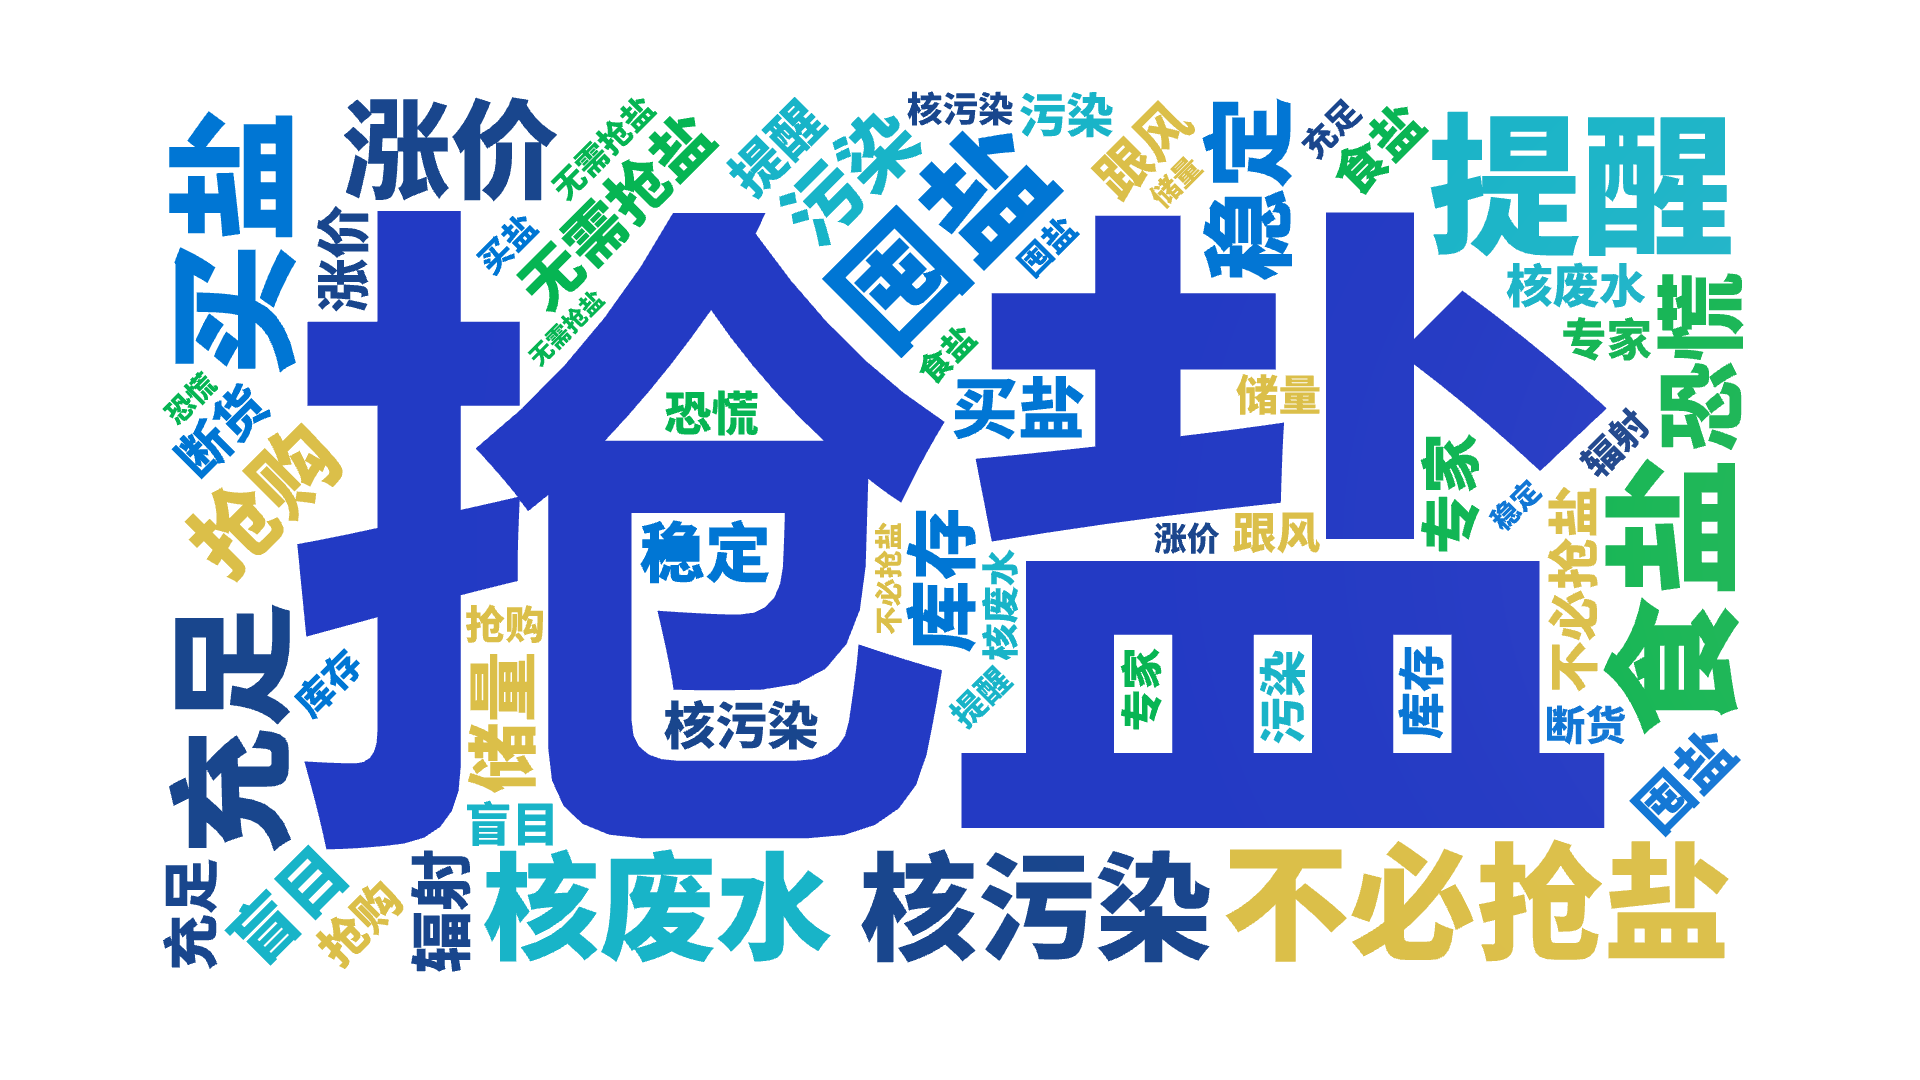 涨价
无需抢盐
提醒
核污染
污染
跟风
稳定
充足
食盐
提醒
买盐
涨价
买盐
无需抢盐
污染
囤盐
囤盐
储量
核废水
专家
恐慌
无需抢盐
食盐
抢盐
恐慌
断货
抢购
恐慌
买盐
储量
专家
辐射
稳定
食盐
稳定
不必抢盐
库存
核废水
涨价
跟风
不必抢盐
充足
库存
抢购
储量
核污染
提醒
专家
污染
库存
断货
囤盐
盲目
充足
盲目
抢购
辐射
核废水
核污染
不必抢盐